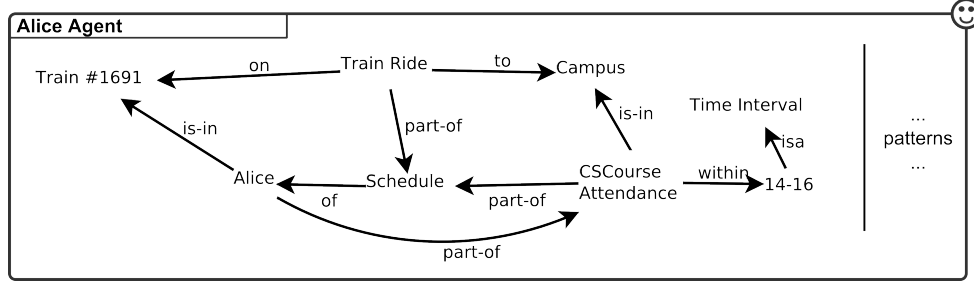 Alice Agent
on
Train Ride
to
Train #1691
Campus
Time Interval
is-in
part-of
is-in
isa
...
patterns
...
Alice
Schedule
CSCourse
Attendance
within
14-16
of
part-of
part-of